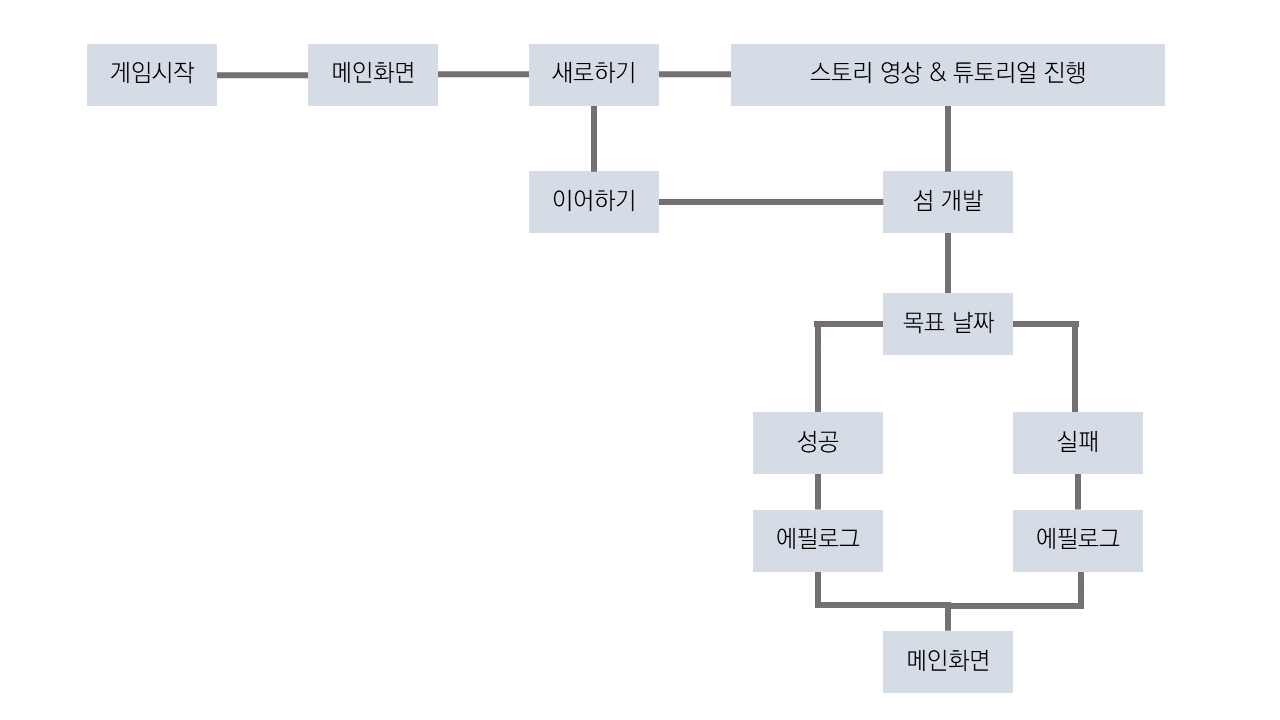 게임시작
메인화면
새로하기
스토리 영상 & 튜토리얼 진행
이어하기
섬 개발
목표 날짜
성공
실패
에필로그
에필로그
메인화면